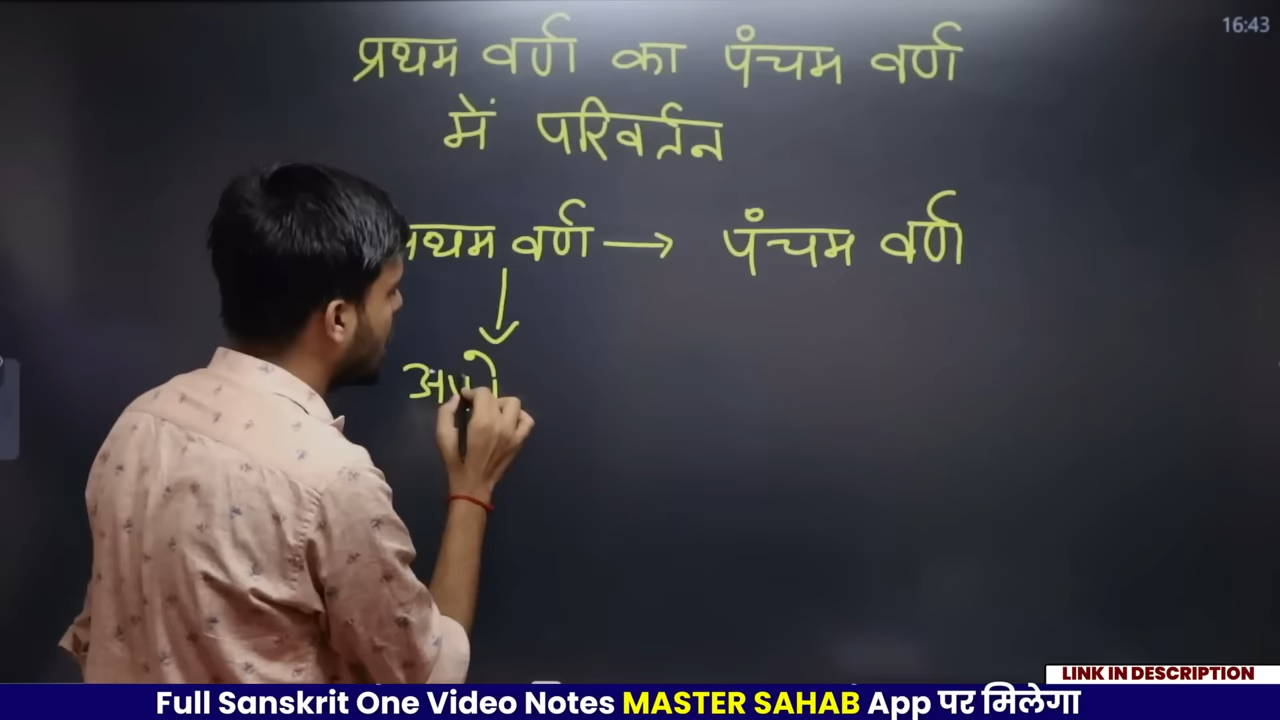 16:43
प्रथम वर्ण का पंचम वर्ण
में परिवर्तन
वर्ण → पंचम वर्ण
LINK IN DESCRIPTION
Full Sanskrit One Video Notes MASTER SAHAB App पर मिलेगा